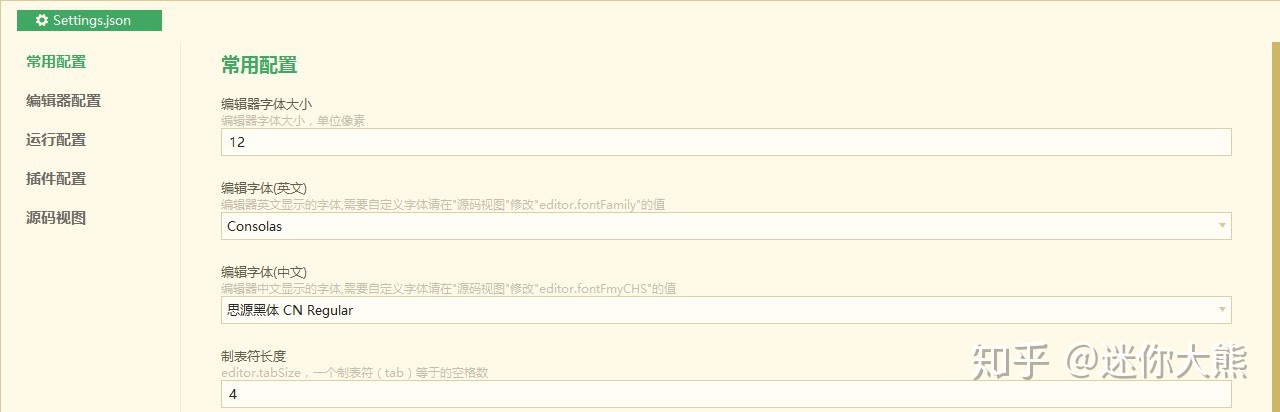 Settings.json
常用配置
编辑器配置
运行配置
插件配置
源码视图
常用配置
编辑器字体大小
编辑器字体大小，单位像素
12
编辑字体(英文)
编辑器英文显示的字体,需要自定义字体请在"源码视图"修改"editor.fontFamily"的值
Consolas
编辑字体(中文)
编辑器中文显示的字体,需要自定义字体请在"源码视图"修改"editor.fontFmyCHS"的值
思源黑体 CN Regular
制表符长度
editor.tabSize，一个制表符（tab）等于的空格数
4
知乎 @迷你大熊